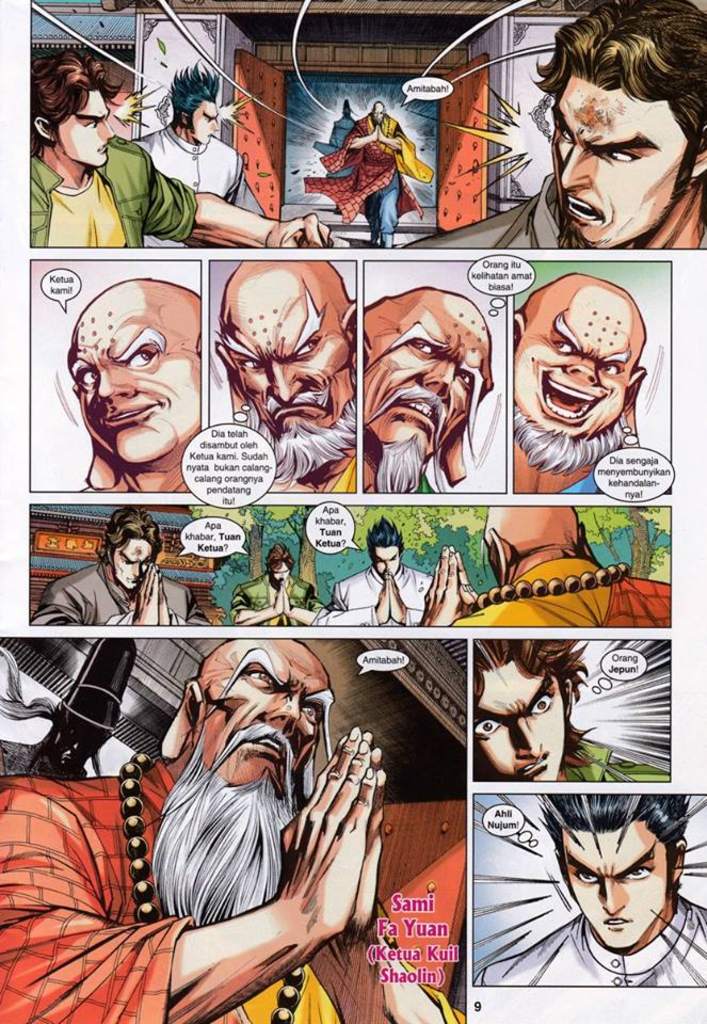 Amitabah!
Ketua
kami!
Dia telah
disambut oleh
Ketua kami. Sudah
nyata bukan calang-
calang orangnya
pendatang
itu!
Orang itu
kelihatan amat
biasa!
Dia sengaja
menyembunyikan
kehandalan-
nya!
Apa
khabar, Tuan
Ketua?
Apa
khabar,
Tuan
Ketua?
Amitabah!
Sami
Fa Yuan
(Ketua Kuil
Shaolin)
Orang
Jepun!
Ahli
Nujum!
9